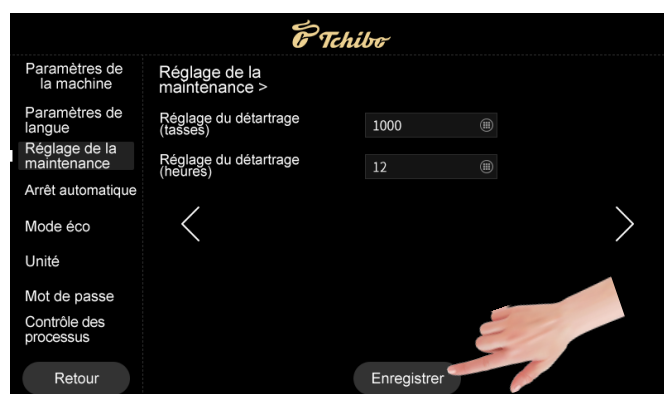 Tchibo
Paramètres de
la machine
Paramètres de
langue
Réglage de la
maintenance
Arrêt automatique
Mode éco
Unité
Mot de passe
Contrôle des
processus
Retour
Réglage de la
maintenance >
Réglage du détartrage
(tasses)
1000
Réglage du détartrage
(heures)
12
Enregistrer